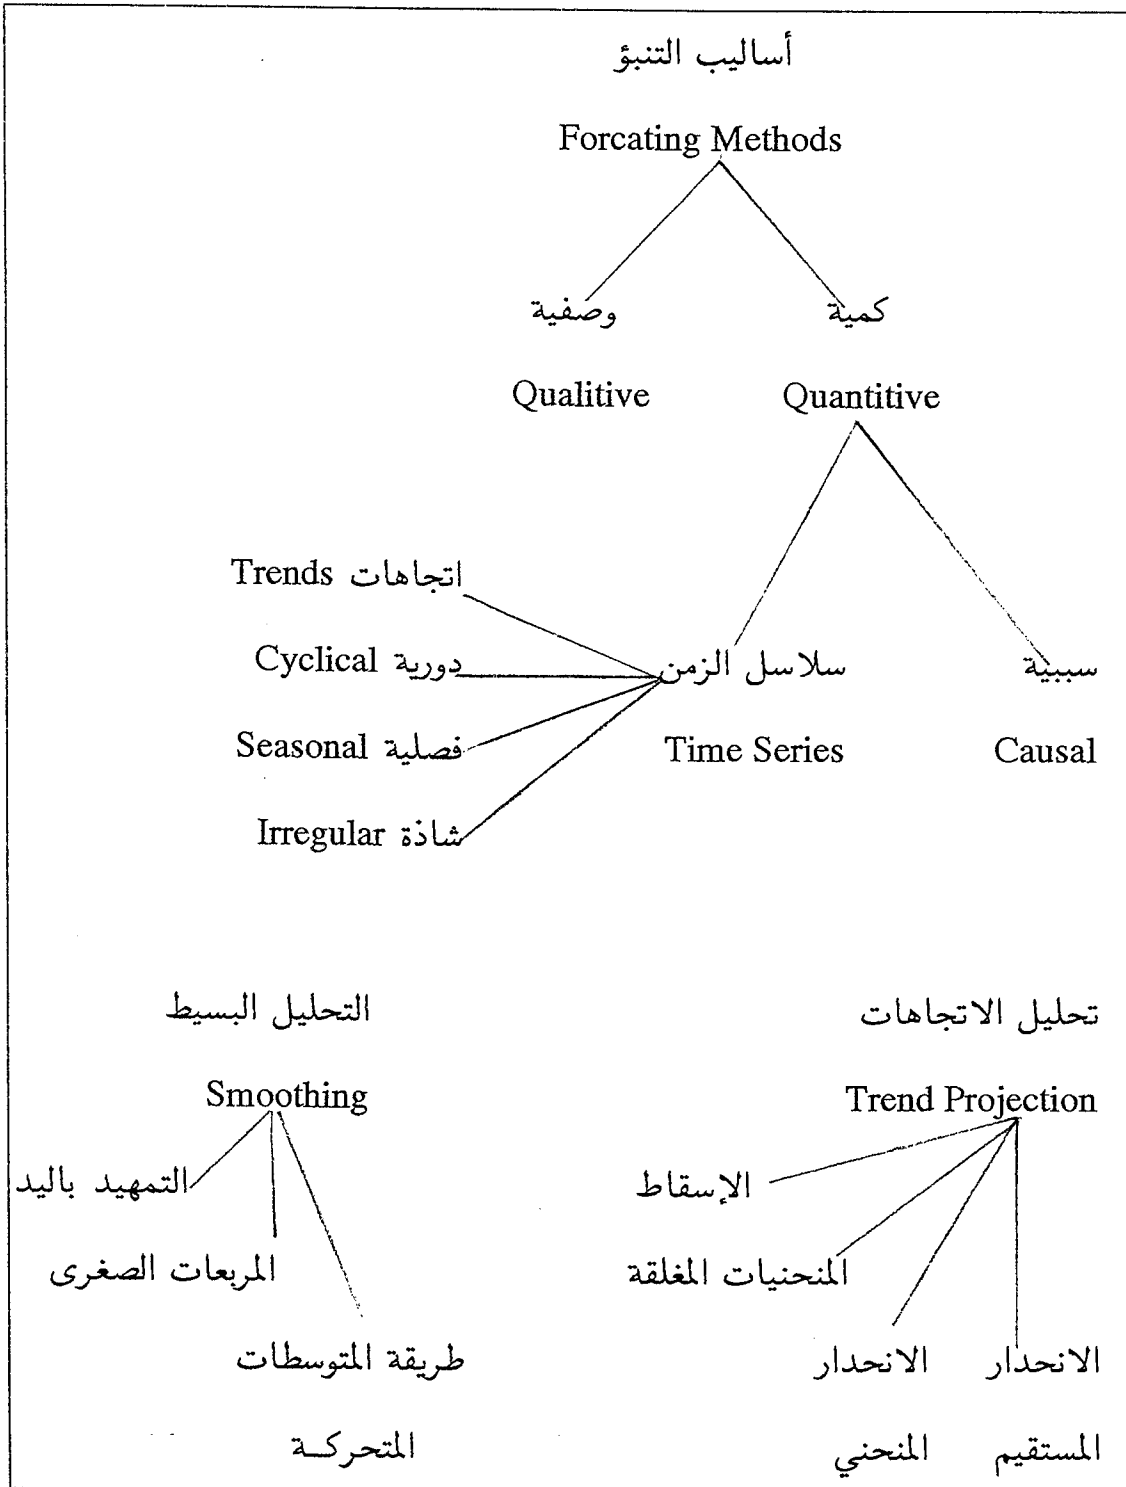 أساليب التنبؤ
Forcating Methods
كمية وصفية
Qualitive Quantitive
اتجاهات Trends
دورية Cyclical
سببية سلاسل الزمن
Time Series Causal
فصلية Seasonal
شاذة Irregular
تحليل الاتجاهات التحليل البسيط
Smoothing Trend Projection
الإسقاط التمهيد باليد
المنحنيات المغلقة المربعات الصغرى
الانحدار الانحدار طريقة المتوسطات
المستقيم المنحني المتحركة